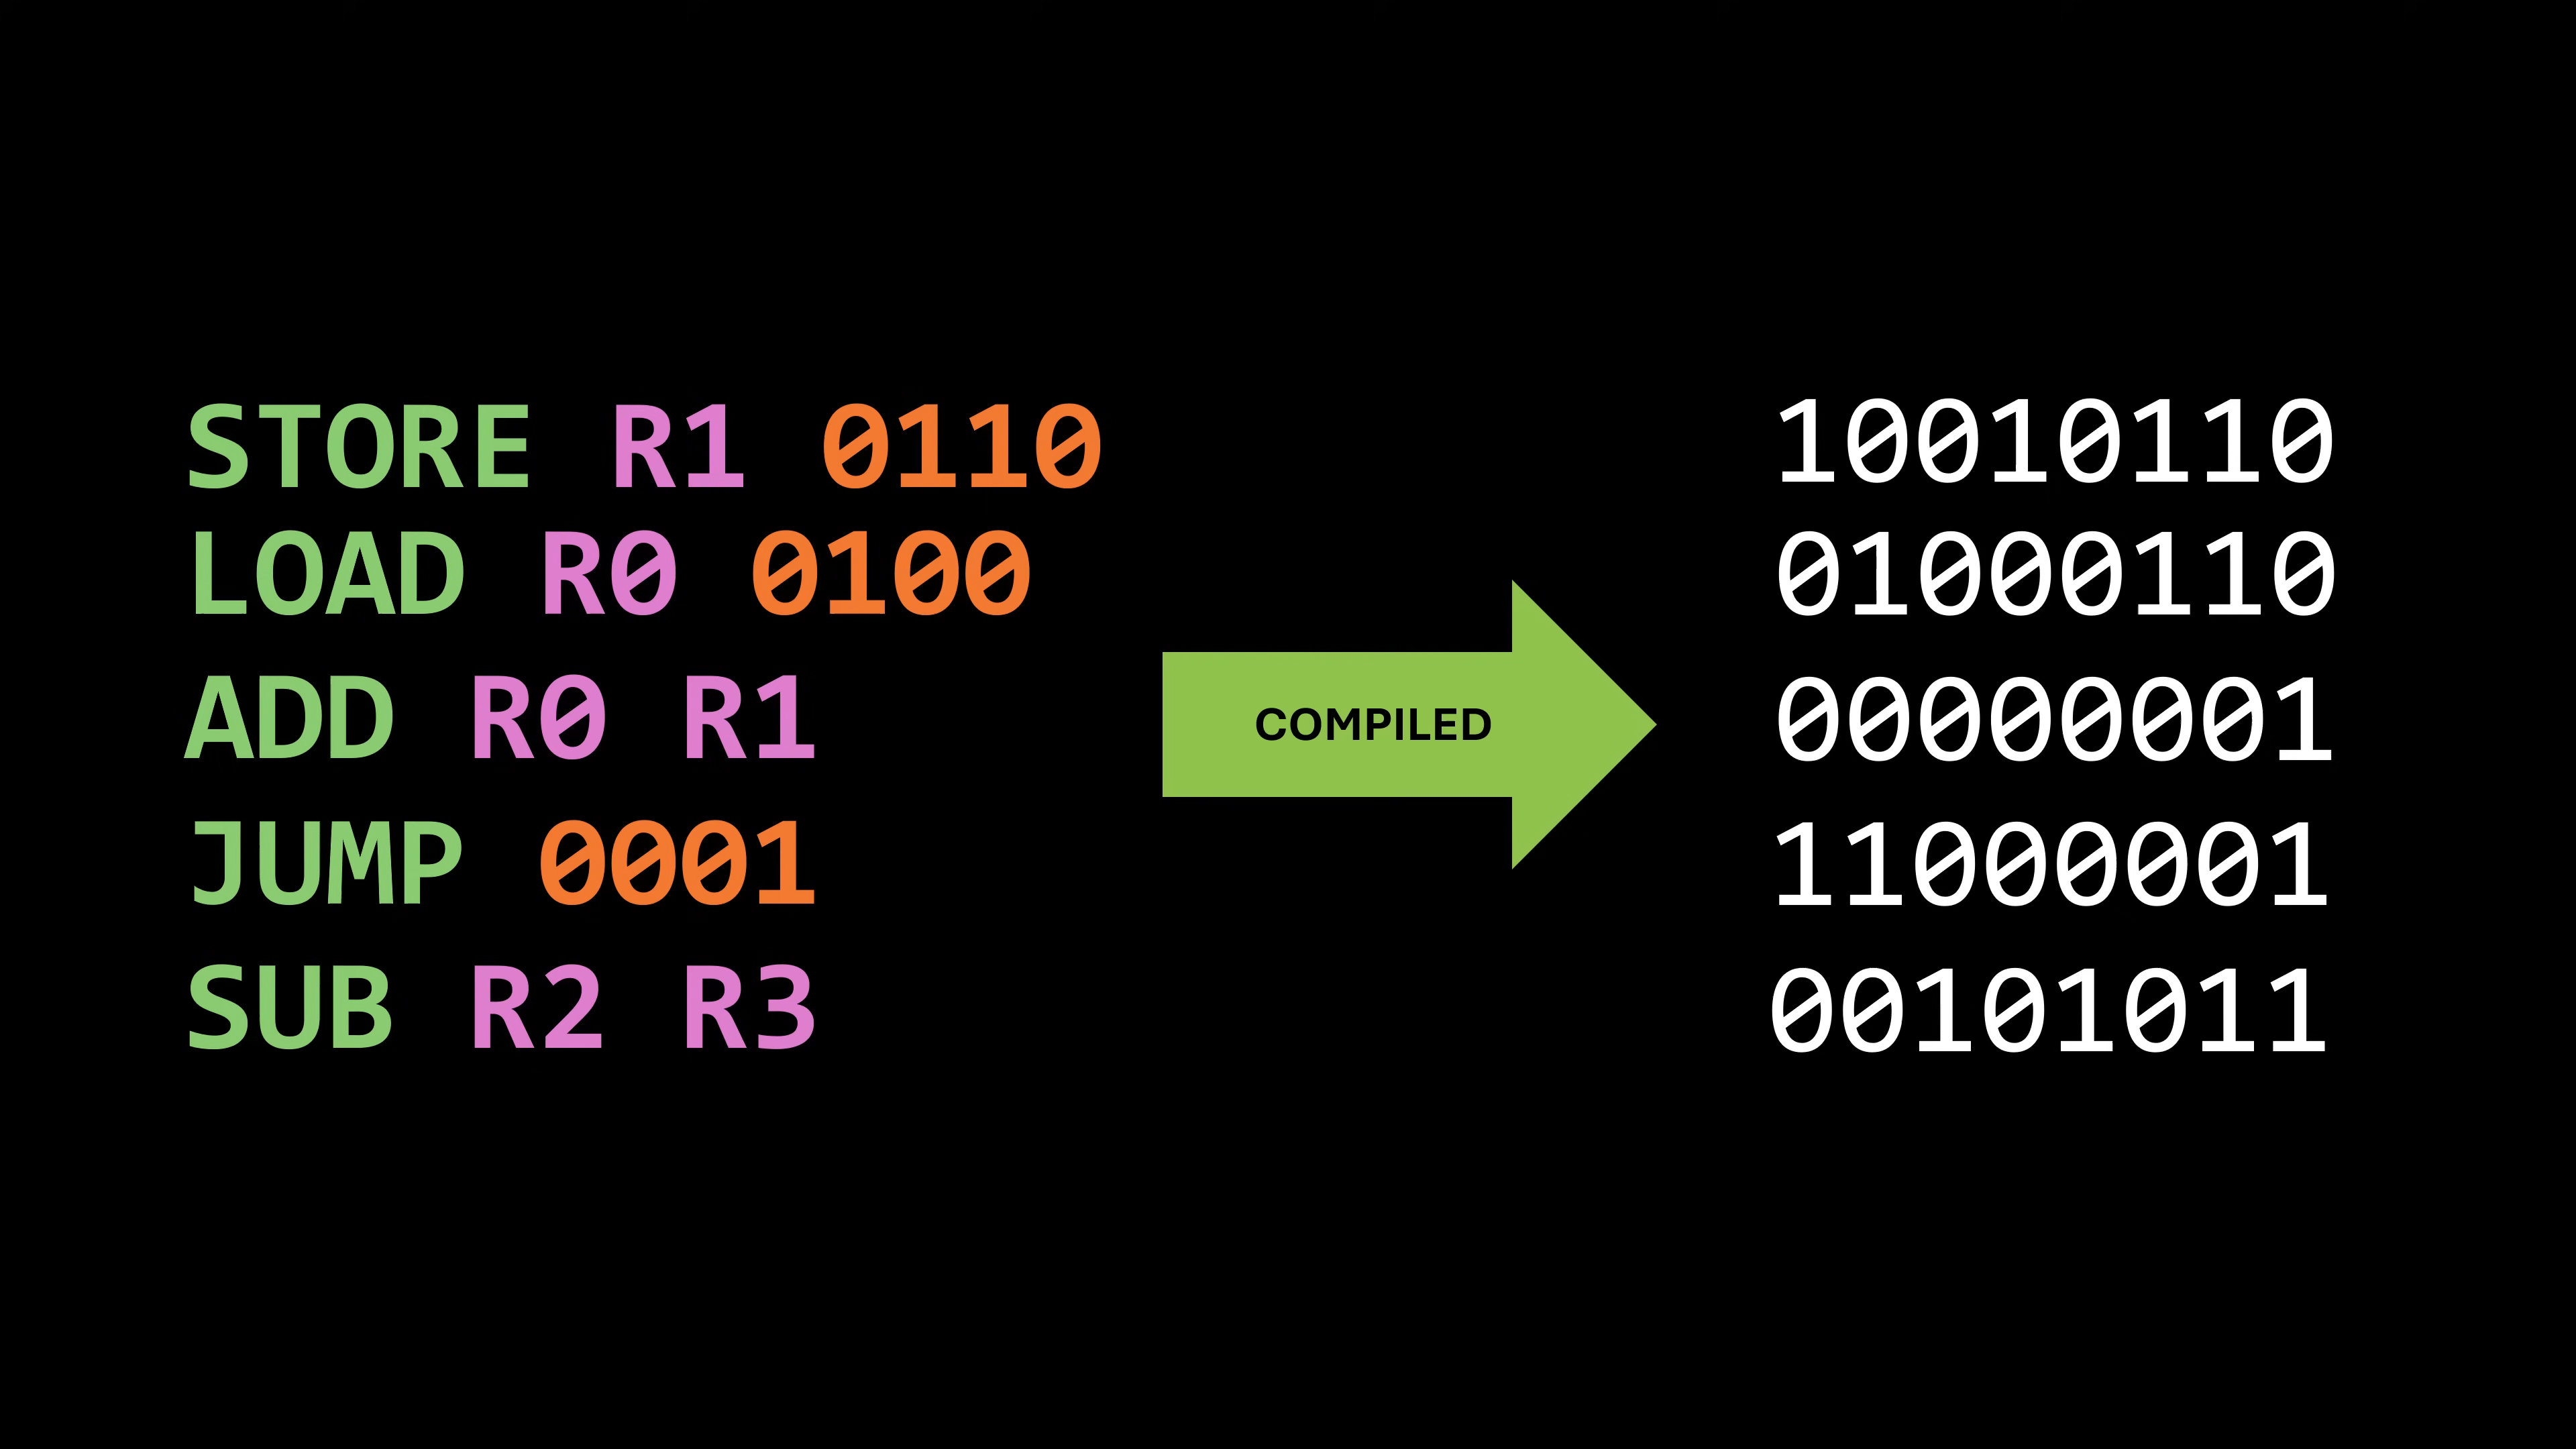 STORE R1 0110
LOAD R0 0100
ADD R0 R1
JUMP 0001
SUB R2 R3
COMPILED
10010110
01000110
00000001
11000001
00101011